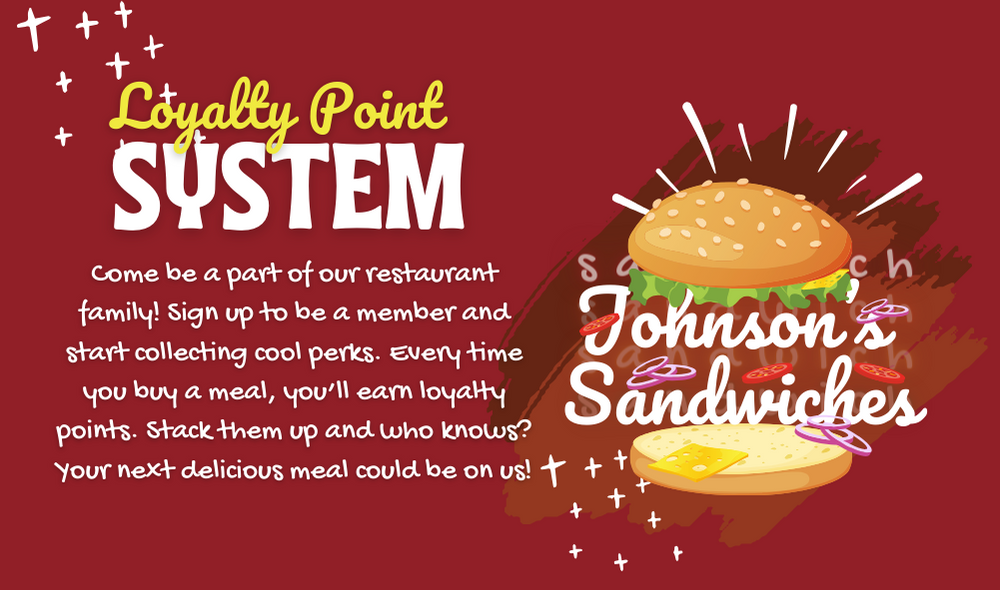 Loyalty Point
SYSTEM
Come be a part of our restaurant
family! Sign up to be a member and
start collecting cool perks. Every time
you buy a meal, you'll earn loyalty
points. Stack them up and who knows?
Your next delicious meal could be on us!
Johnson's
sandwich
Sandwiches